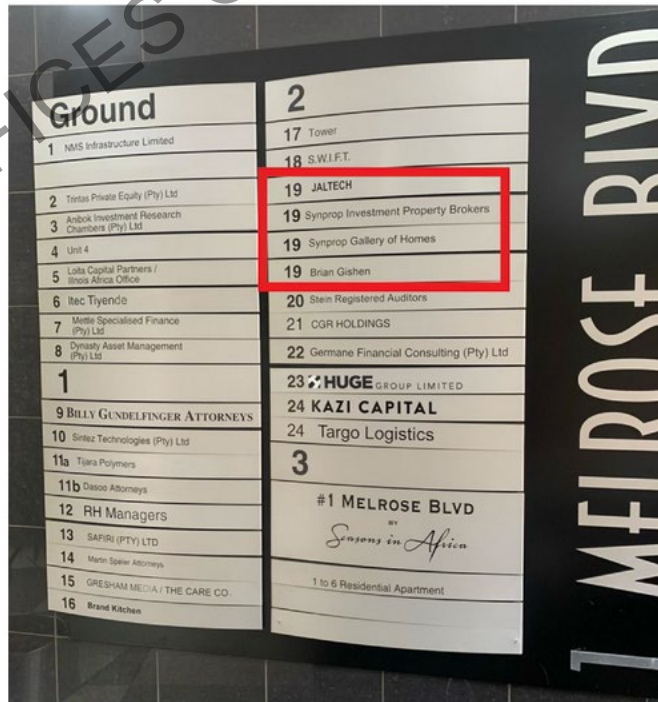 FICES
Ground
1 NMS Infrastructure Limited
2 Trintas Private Equity (Pty) Ltd
3 Anibok Investment Research
Chambers (Pty) Ltd
4 Unit 4
5 Loita Capital Partners /
Illnois Africa Office
6 Itec Tiyende
7 Mettle Specialised Finance
(Pty) Ltd
8 Dynasty Asset Management
(Pty) Ltd
1
9 BILLY GUNDELFINGER ATTORNEYS
10 Sintez Technologies (Pty) Ltd
11a Tijara Polymers
11b Dasoo Attorneys
12 RH Managers
13 SAFIRI (PTY) LTD
14 Martin Speier Attorneys
15 GRESHAM MEDIA / THE CARE CO.
16 Brand Kitchen
2
17 Tower
18 S.W.I.F.T.
19 JALTECH
19 Synprop Investment Property Brokers
19 Synprop Gallery of Homes
19 Brian Gishen
20 Stein Registered Auditors
21 CGR HOLDINGS
22 Germane Financial Consulting (Pty) Ltd
23 HUGE GROUP LIMITED
24 KAZI CAPITAL
24 Targo Logistics
3
#1 MELROSE BLVD
BY
Seasons in Africa
1 to 6 Residential Apartment
1 MELROSE BLVD